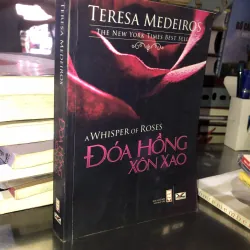 TERESA MEDEIROS
THE NEW YORK TIMES BEST SELLER
A WHISPER OF ROSES
ĐÓA HỒNG
XÔN XAO
TERESA MEDEIROS
ĐÓA HỒNG
XÔN XAO